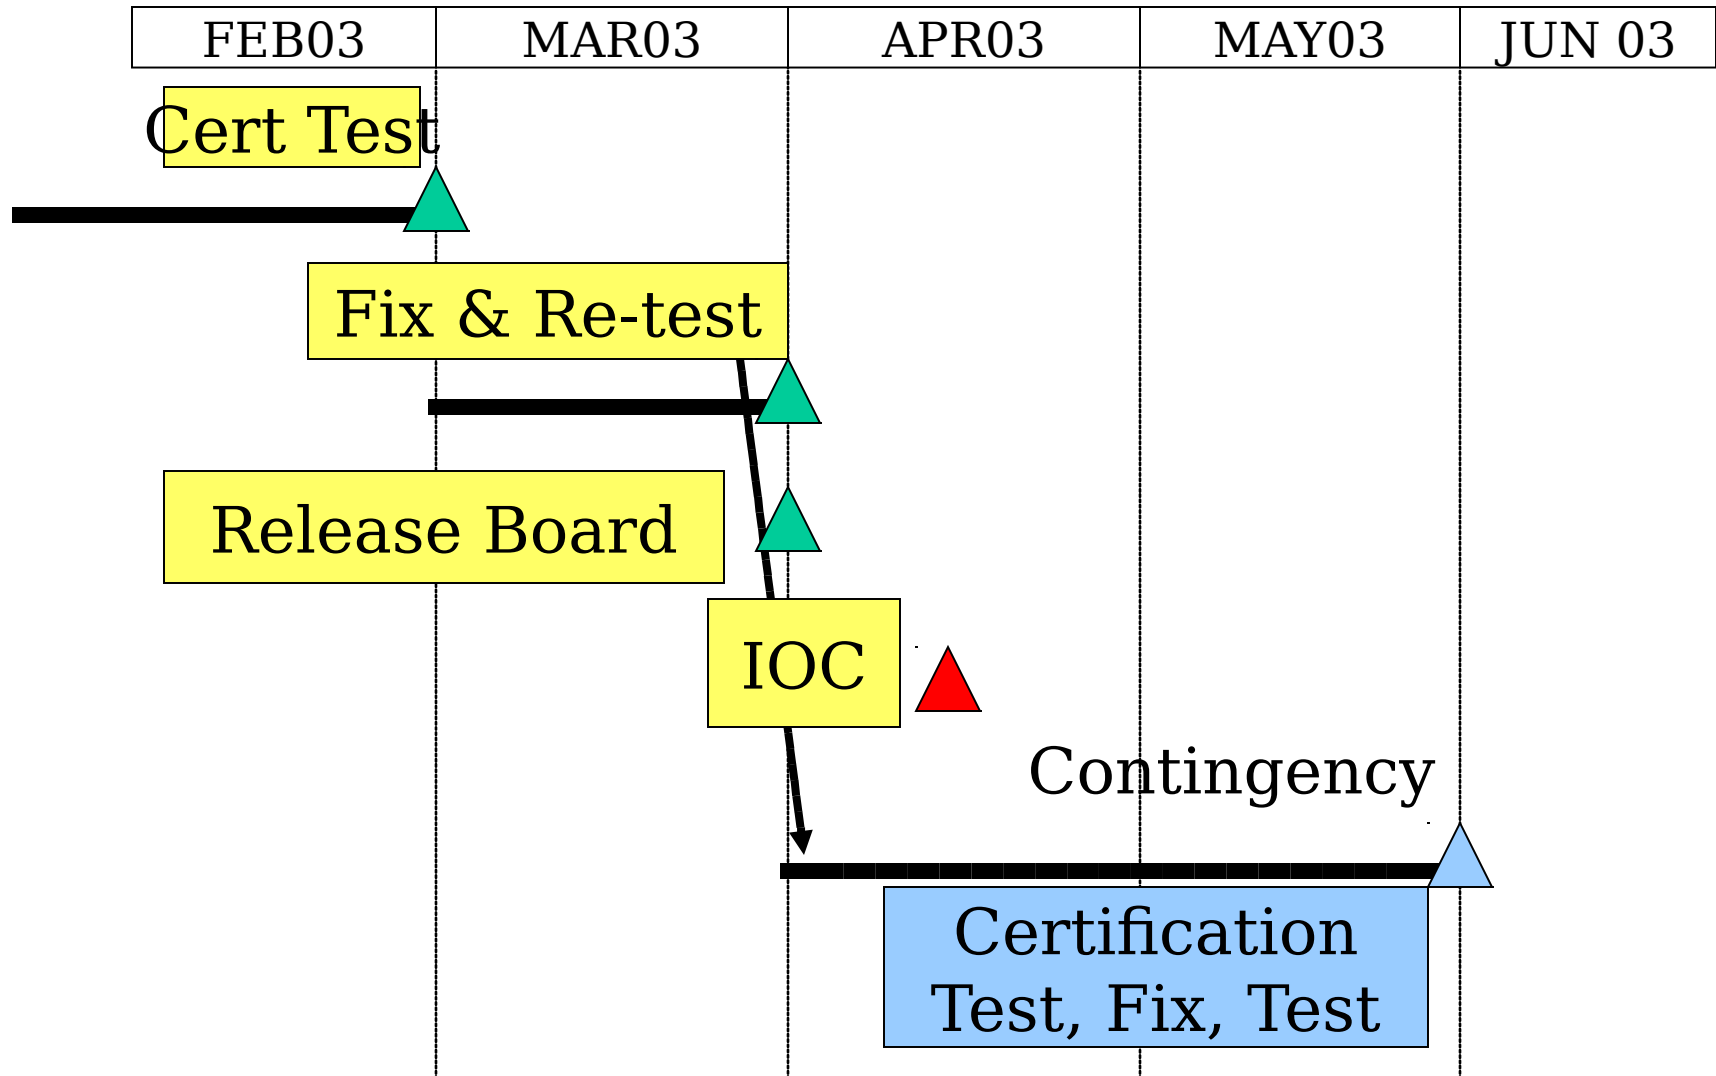 FEB03 MAR03 APR03 MAY03 JUN 03
Cert Test
Fix & Re-test
Release Board
IOC
Contingency
Certification
Test, Fix, Test